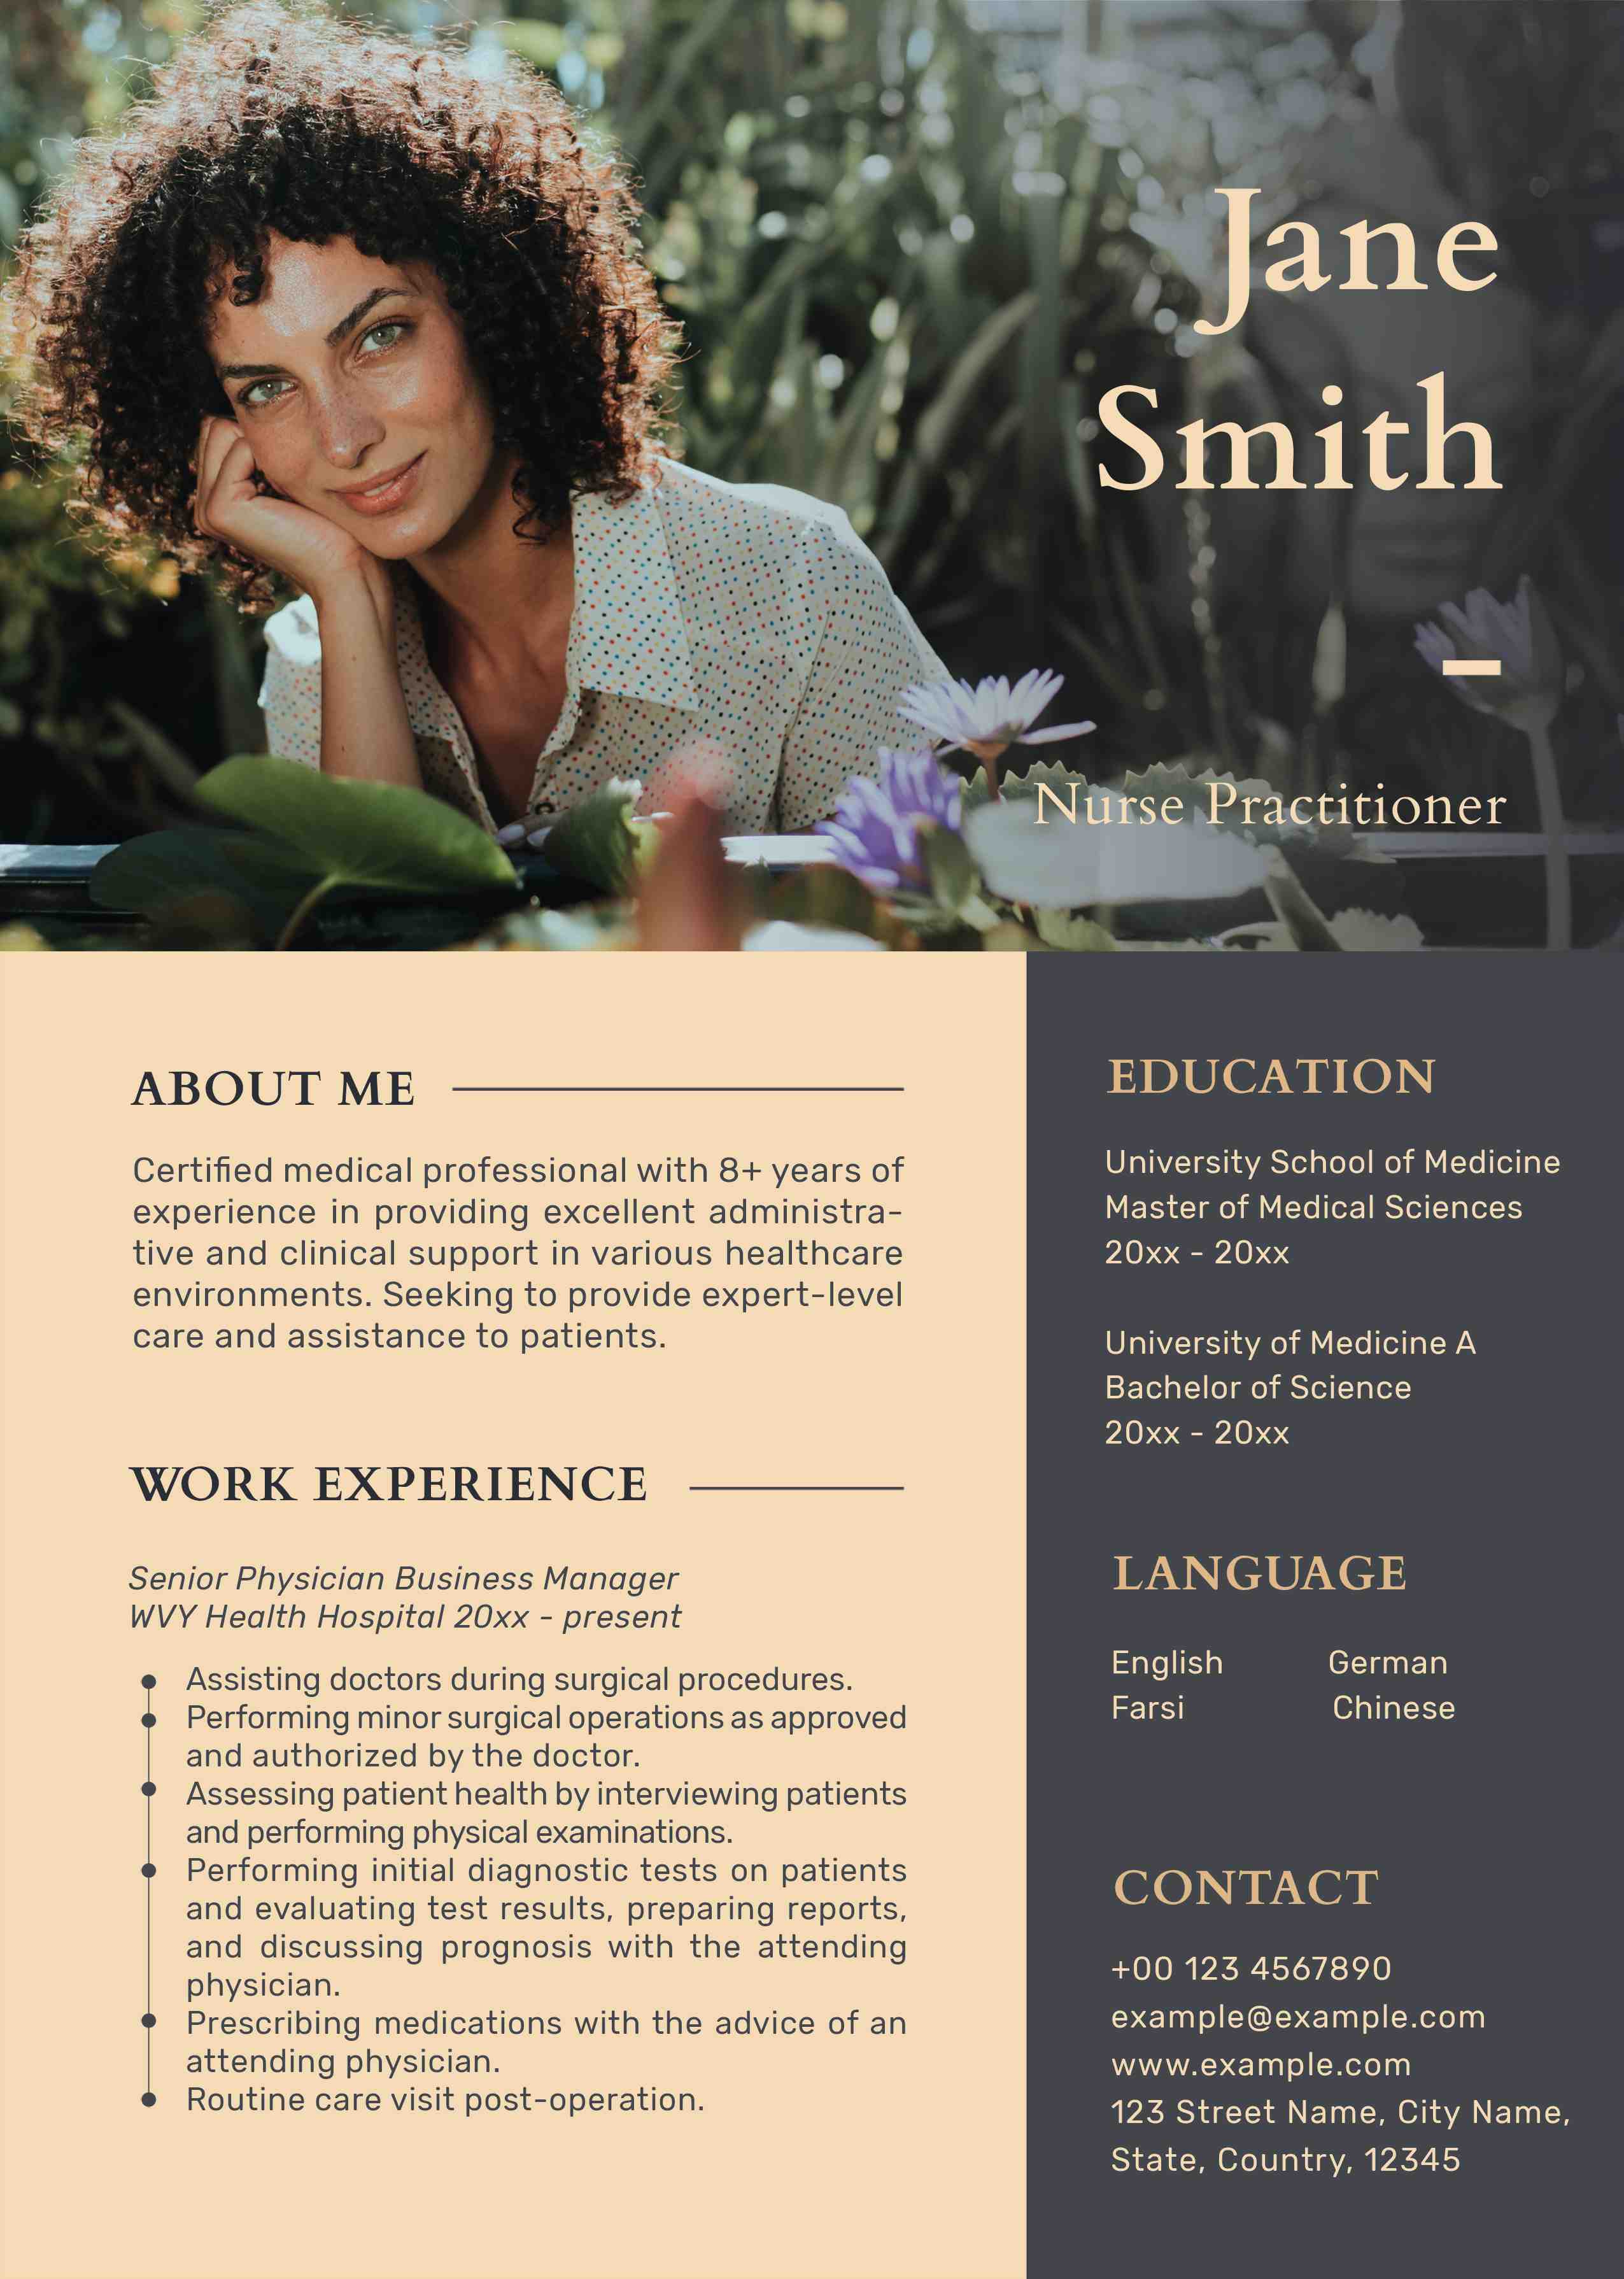 Jane
Smith
Nurse Practitioner
ABOUT ME
Certified medical professional with 8+ years of
experience in providing excellent administra-
tive and clinical support in various healthcare
environments. Seeking to provide expert-level
care and assistance to patients.
WORK EXPERIENCE
Senior Physician Business Manager
WVY Health Hospital 20xx - present
Assisting doctors during surgical procedures.
Performing minor surgical operations as approved
and authorized by the doctor.
Assessing patient health by interviewing patients
and performing physical examinations.
Performing initial diagnostic tests on patients
and evaluating test results, preparing reports,
and discussing prognosis with the attending
physician.
Prescribing medications with the advice of an
attending physician.
Routine care visit post-operation.
EDUCATION
University School of Medicine
Master of Medical Sciences
20xx - 20xx
University of Medicine A
Bachelor of Science
20xx - 20xx
LANGUAGE
English German
Farsi Chinese
CONTACT
+00 123 4567890
example@example.com
www.example.com
123 Street Name, City Name,
State, Country, 12345